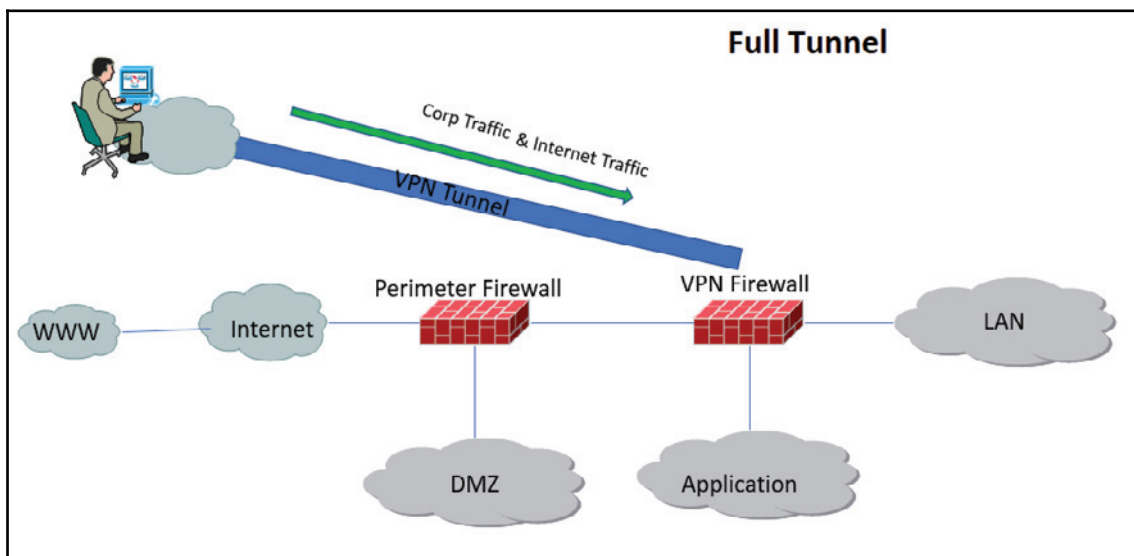 Full Tunnel
Corp Traffic & Internet Traffic
VPN Tunnel
Perimeter Firewall
VPN Firewall
WWW
Internet
LAN
DMZ
Application